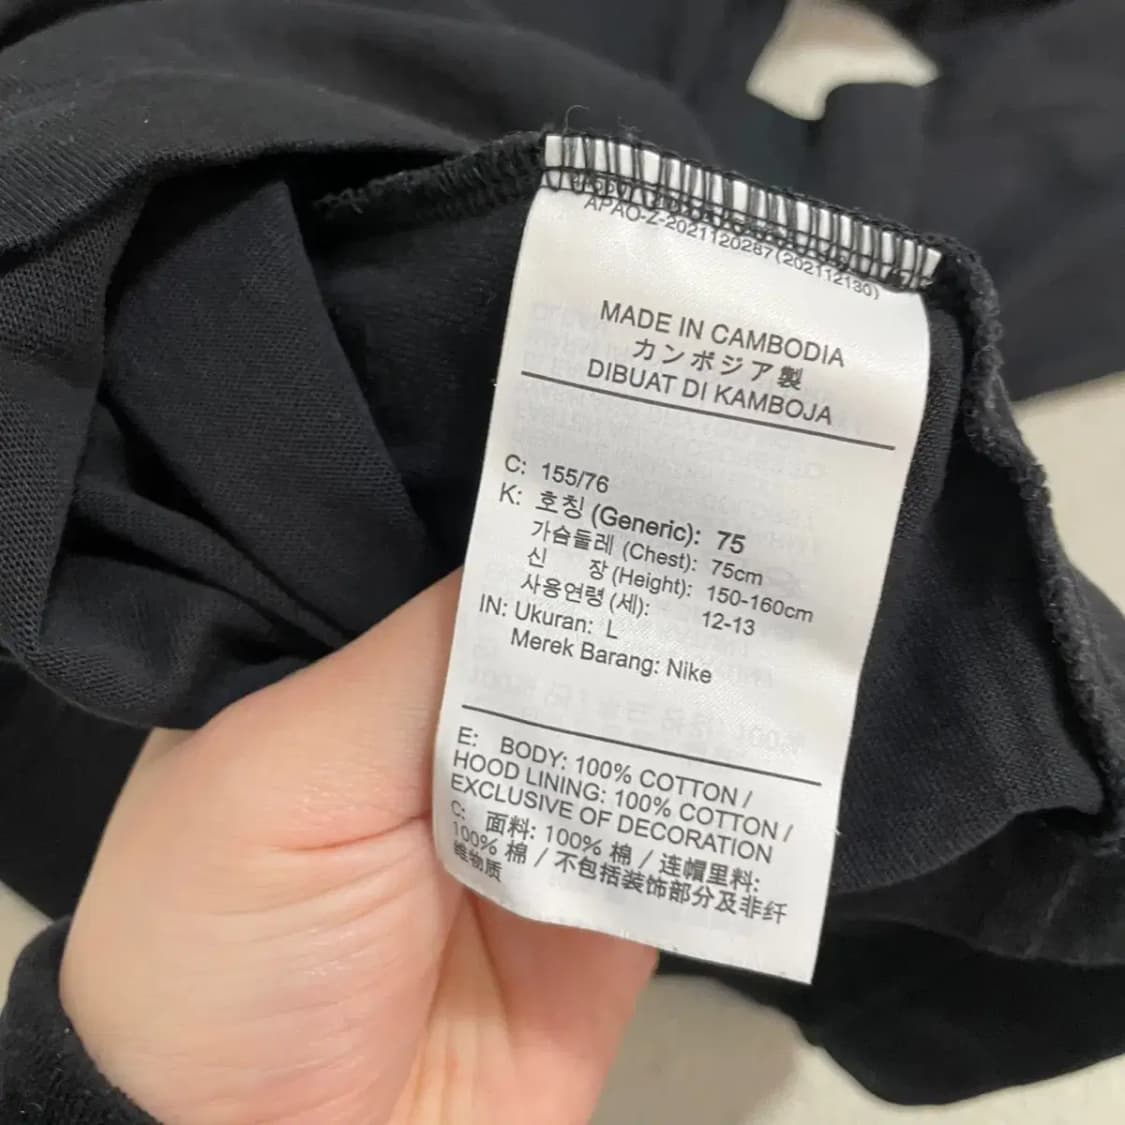 APAO-Z-2021120287(202112130)
MADE IN CAMBODIA
カンボジア製
DIBUAT DI KAMBOJA
C: 155/76
K: 호칭 (Generic): 75
가슴둘레 (Chest): 75cm
신 장 (Height): 150-160cm
사용연령 (세): 12-13
IN: Ukuran: L
Merek Barang: Nike
E: BODY: 100% COTTON /
HOOD LINING: 100% COTTON /
EXCLUSIVE OF DECORATION
C: 面料: 100% 棉 / 连帽里料:
100% 棉 / 不包括装饰部分及非纤
维物质